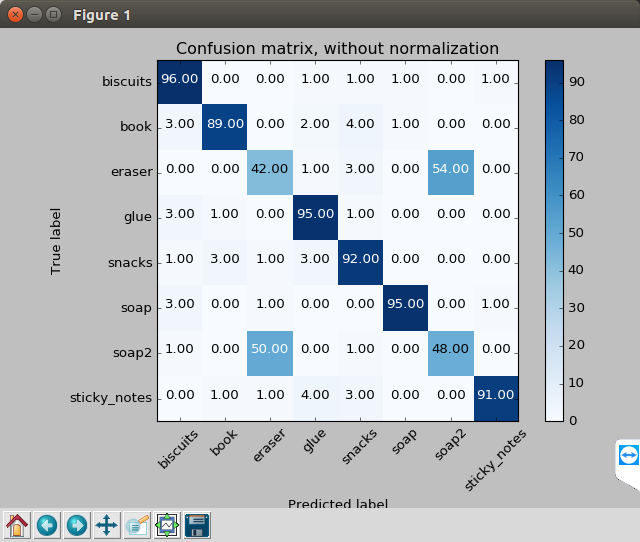 Figure 1
Confusion matrix, without normalization
biscuits 96.00 0.00 0.00 1.00 1.00 1.00 0.00 1.00
book 3.00 89.00 0.00 2.00 4.00 1.00 0.00 0.00
eraser 0.00 0.00 42.00 1.00 3.00 0.00 54.00 0.00
glue 3.00 1.00 0.00 95.00 1.00 0.00 0.00 0.00
snacks 1.00 3.00 1.00 3.00 92.00 0.00 0.00 0.00
soap 3.00 0.00 1.00 0.00 0.00 95.00 0.00 1.00
soap2 1.00 0.00 50.00 0.00 1.00 0.00 48.00 0.00
sticky_notes 0.00 1.00 1.00 4.00 3.00 0.00 0.00 91.00
True label
biscuits book eraser glue snacks soap soap2 sticky_notes
Predicted label
90
80
70
60
50
40
30
20
10
0